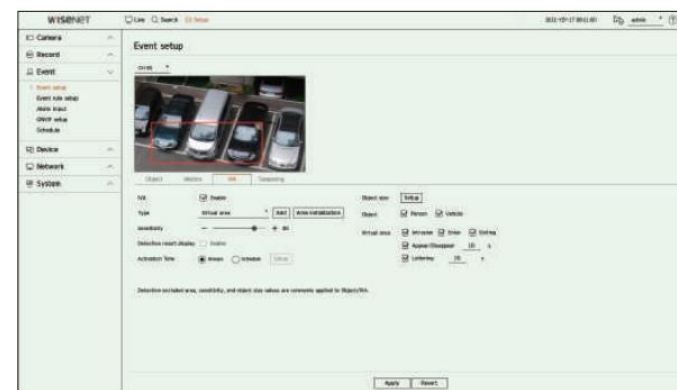 WISENET
Live Search Setup
admin
Camera
Record
Event
Event setup
Event rule setup
Alarm input
ONVIF setup
Schedule
Device
Network
System
Event setup
Object Motion IVA Tampering
IVA Enable
Type Virtual area Add Area initialization
Sensitivity - + 80
Detection result display Enable
Activation Time Always Schedule Setup
Object size Setup
Object Person Vehicle
Virtual area Intrusion Enter Exiting
Appear/Disappear 10 s
Loitering 10 s
Detection excluded area, sensitivity, and object size values are commonly applied to Object/IVA.
Apply Revert